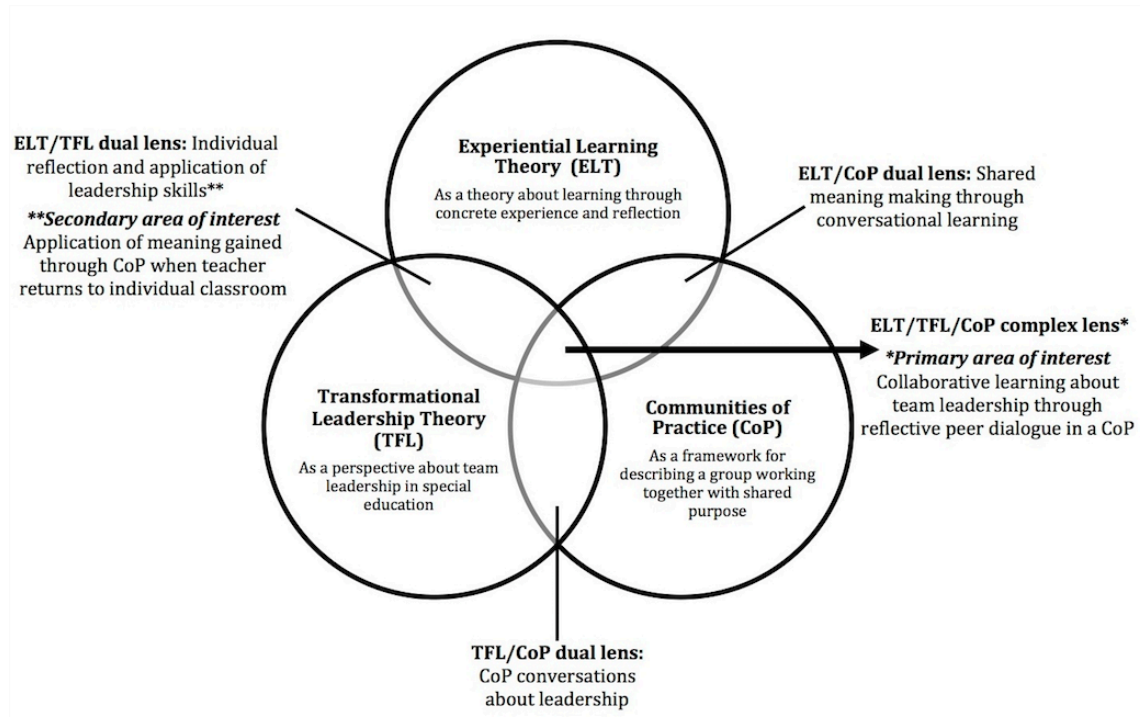 Experiential Learning
Theory (ELT)
As a theory about learning through
concrete experience and reflection
ELT/TFL dual lens: Individual
reflection and application of
leadership skills**
**Secondary area of interest
Application of meaning gained
through CoP when teacher
returns to individual classroom
ELT/CoP dual lens: Shared
meaning making through
conversational learning
ELT/TFL/CoP complex lens*
*Primary area of interest
Collaborative learning about
team leadership through
reflective peer dialogue in a CoP
Transformational
Leadership Theory
(TFL)
As a perspective about team
leadership in special
education
Communities of
Practice (CoP)
As a framework for
describing a group working
together with shared
purpose
TFL/CoP dual lens:
CoP conversations
about leadership